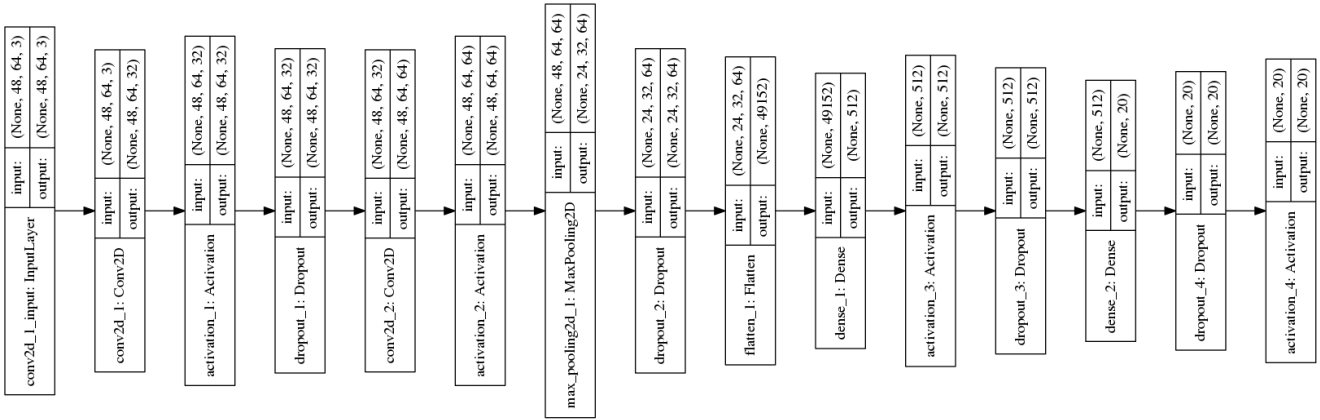 conv2d_1_input: InputLayer
input:
(None, 48, 64, 3)
output:
(None, 48, 64, 3)
conv2d_1: Conv2D
input:
(None, 48, 64, 3)
output:
(None, 48, 64, 32)
activation_1: Activation
input:
(None, 48, 64, 32)
output:
(None, 48, 64, 32)
dropout_1: Dropout
input:
(None, 48, 64, 32)
output:
(None, 48, 64, 32)
conv2d_2: Conv2D
input:
(None, 48, 64, 32)
output:
(None, 48, 64, 64)
activation_2: Activation
input:
(None, 48, 64, 64)
output:
(None, 48, 64, 64)
max_pooling2d_1: MaxPooling2D
input:
(None, 48, 64, 64)
output:
(None, 24, 32, 64)
dropout_2: Dropout
input:
(None, 24, 32, 64)
output:
(None, 24, 32, 64)
flatten_1: Flatten
input:
(None, 24, 32, 64)
output:
(None, 49152)
dense_1: Dense
input:
(None, 49152)
output:
(None, 512)
activation_3: Activation
input:
(None, 512)
output:
(None, 512)
dropout_3: Dropout
input:
(None, 512)
output:
(None, 512)
dense_2: Dense
input:
(None, 512)
output:
(None, 20)
dropout_4: Dropout
input:
(None, 20)
output:
(None, 20)
activation_4: Activation
input:
(None, 20)
output:
(None, 20)